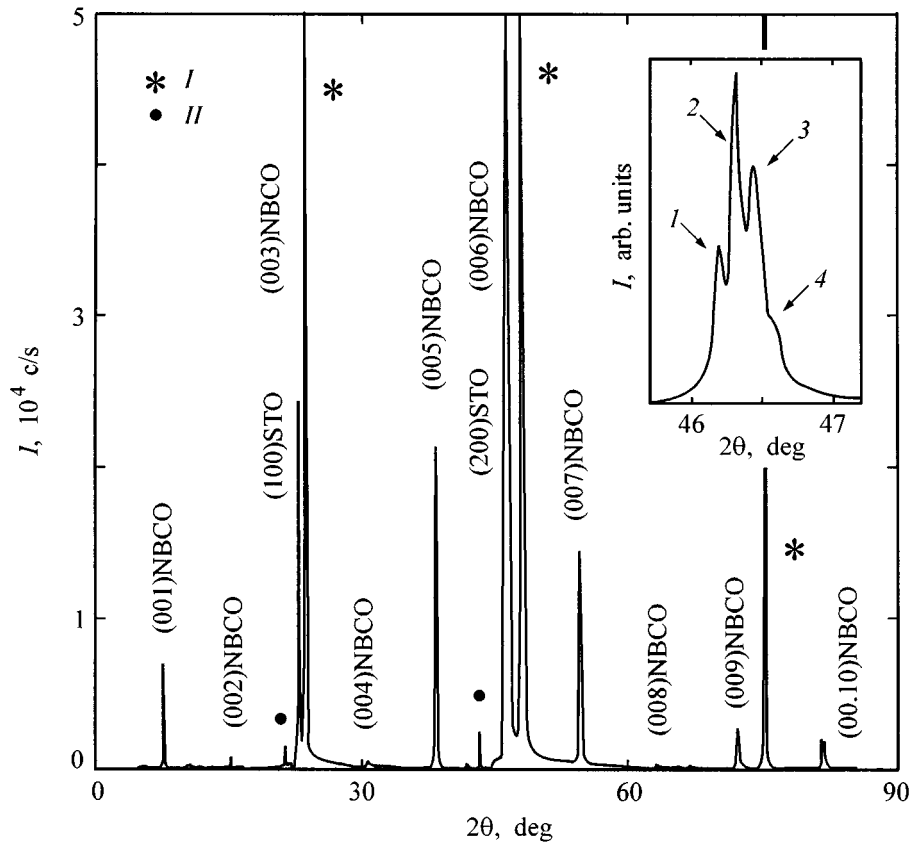 5
3
1
0
I, 10⁴ c/s
* I
• II
(001)NBCO
(002)NBCO
(100)STO
(003)NBCO
*
(004)NBCO
(005)NBCO
(200)STO
(006)NBCO
*
(007)NBCO
(008)NBCO
(009)NBCO
*
(00.10)NBCO
0
30
60
90
2θ, deg
I, arb. units
1
2
3
4
46
47
2θ, deg